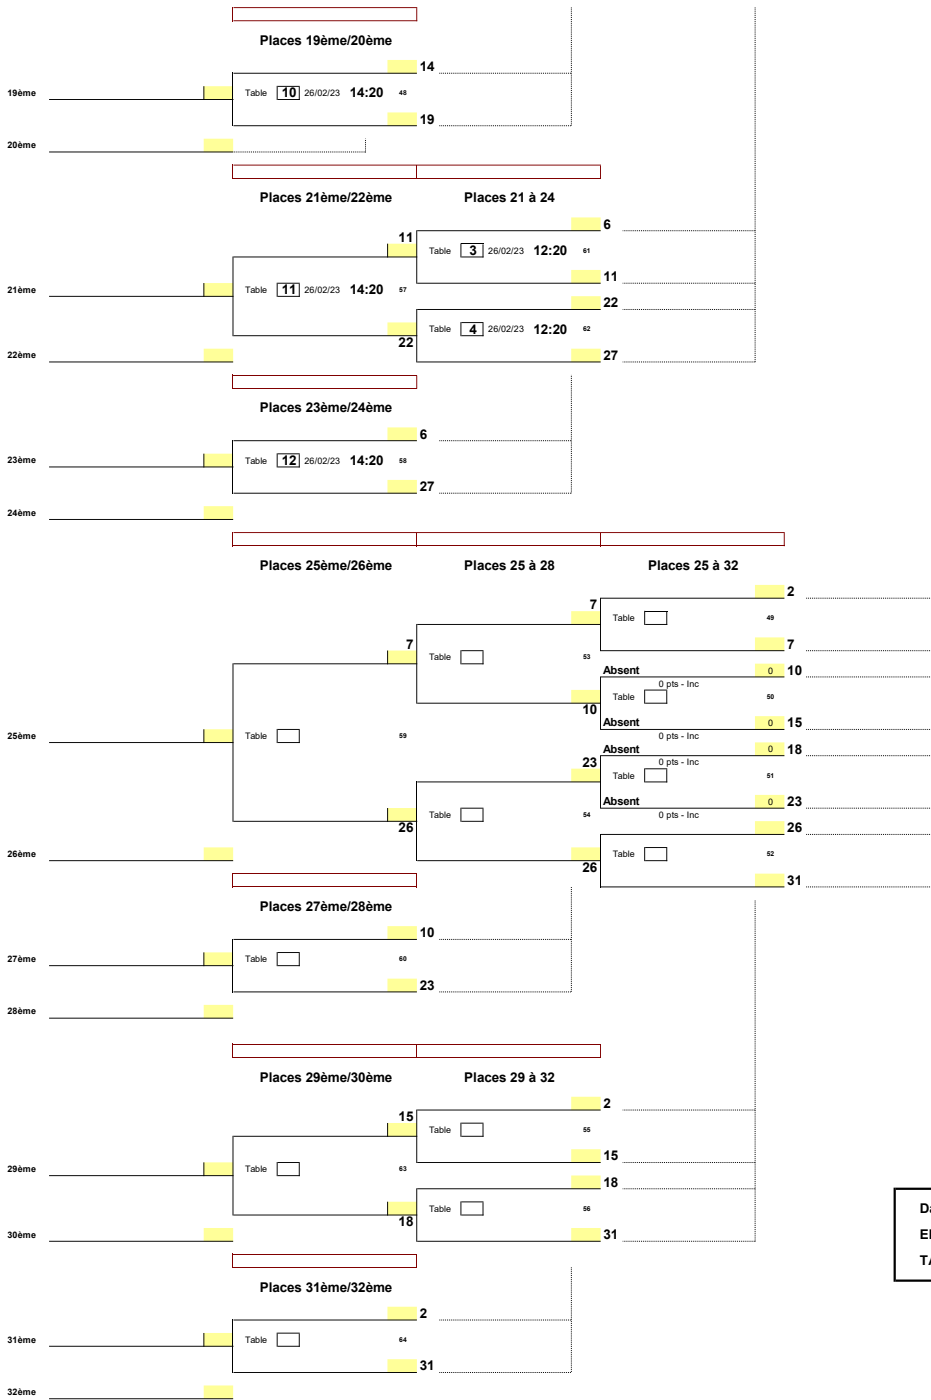 Places 19ème/20ème
14
19ème Table 10 26/02/23 14:20 48
19
20ème
Places 21ème/22ème Places 21 à 24
6
11
Table 3 26/02/23 12:20 61
11
21ème Table 11 26/02/23 14:20 57
22
Table 4 26/02/23 12:20 62
22
22ème 27
Places 23ème/24ème
6
23ème Table 12 26/02/23 14:20 58
27
24ème
Places 25ème/26ème Places 25 à 28 Places 25 à 32
2
7
Table 49
7 7
Table 53
Absent 0 10
0 pts - Inc
Table 50
10
Absent 0 15
25ème Table 59
0 pts - Inc
Absent 0 18
23
0 pts - Inc
Table 51
Absent 0 23
Table 54
0 pts - Inc
26 26
26ème Table 52
26
31
Places 27ème/28ème
10
27ème Table 60
23
28ème
Places 29ème/30ème Places 29 à 32
2
15
Table 55
15
29ème Table 63
18
Table 56
18
30ème 31
Places 31ème/32ème
2
31ème Table 64
31
32ème